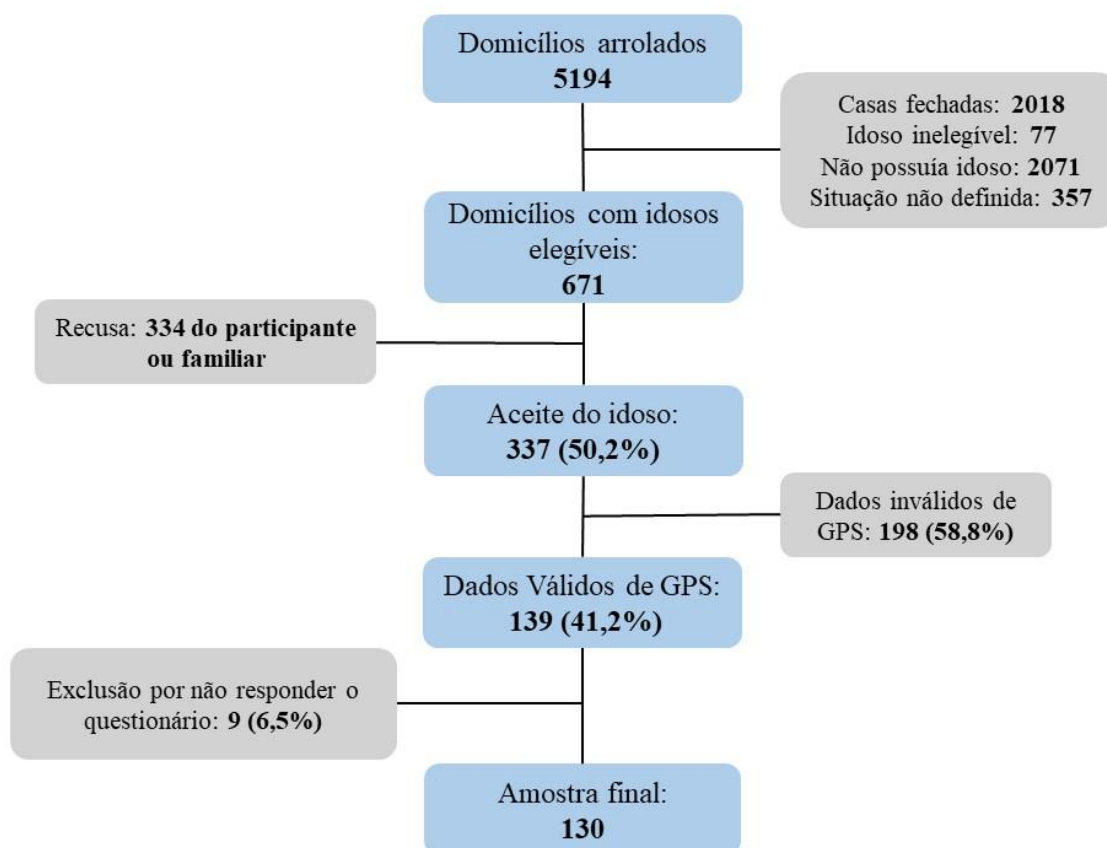 Domicílios arrolados
5194
Casas fechadas: 2018
Idoso inelegível: 77
Não possuía idoso: 2071
Situação não definida: 357
Domicílios com idosos
elegíveis:
671
Recusa: 334 do participante
ou familiar
Aceite do idoso:
337 (50,2%)
Dados inválidos de
GPS: 198 (58,8%)
Dados Válidos de GPS:
139 (41,2%)
Exclusão por não responder o
questionário: 9 (6,5%)
Amostra final:
130